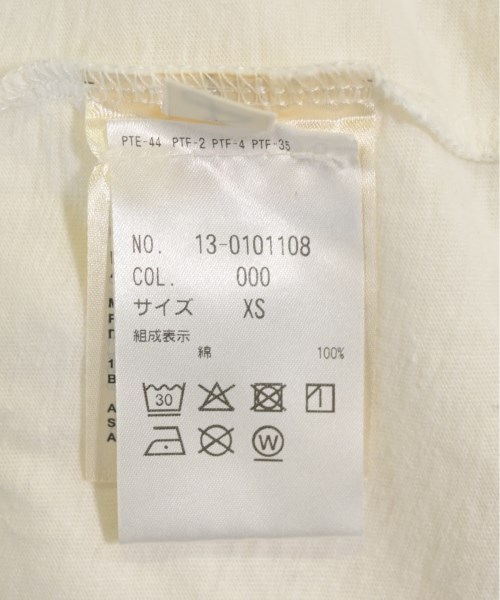 PTE-44 PTF-2 PTF-4 PTF-35
NO. 13-0101108
COL. 000
サイズ XS
組成表示
綿 100%
30
W